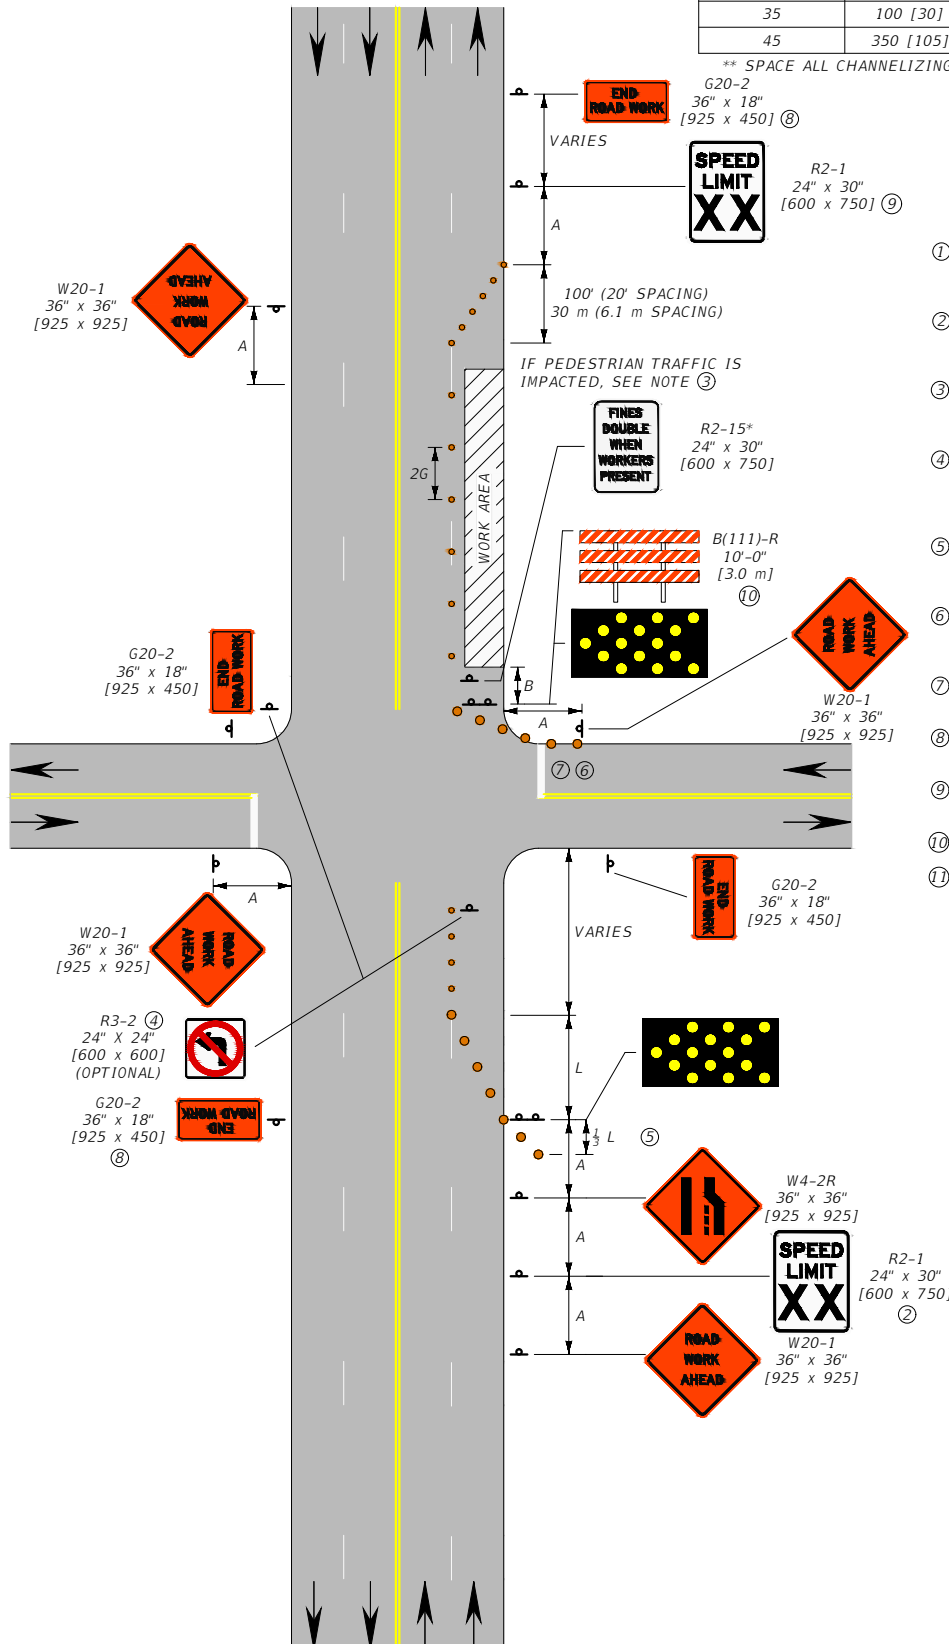 35 100 [30]
45 350 [105]
** SPACE ALL CHANNELIZING
END
ROAD WORK
G20-2
36" x 18"
[925 x 450] ⑧
VARIES
SPEED
LIMIT
XX
R2-1
24" x 30"
[600 x 750] ⑨
A
①
ROAD
WORK
AHEAD
W20-1
36" x 36"
[925 x 925]
A
100' (20' SPACING)
30 m (6.1 m SPACING)
②
IF PEDESTRIAN TRAFFIC IS
IMPACTED, SEE NOTE ③
③
FINES
DOUBLE
WHEN
WORKERS
PRESENT
R2-15*
24" x 30"
[600 x 750]
④
2G
WORK AREA
B(111)-R
10'-0"
[3.0 m]
⑩
⑤
⑥
ROAD
WORK
AHEAD
W20-1
36" x 36"
[925 x 925]
G20-2
36" x 18"
[925 x 450]
END
ROAD WORK
B
A
⑦
⑧
⑦ ⑥
⑨
⑩
⑪
A
END
ROAD WORK
G20-2
36" x 18"
[925 x 450]
W20-1
36" x 36"
[925 x 925]
ROAD
WORK
AHEAD
VARIES
R3-2 ④
24" X 24"
[600 x 600]
(OPTIONAL)
L
G20-2
36" x 18"
[925 x 450]
⑧
END
ROAD WORK
⅓ L ⑤
A
W4-2R
36" x 36"
[925 x 925]
A
SPEED
LIMIT
XX
R2-1
24" x 30"
[600 x 750]
②
A
ROAD
WORK
AHEAD
W20-1
36" x 36"
[925 x 925]